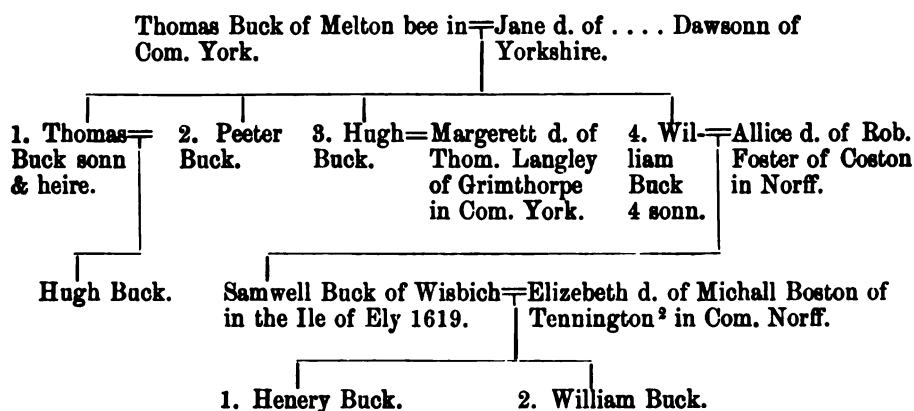 Thomas Buck of Melton bee in=Jane d. of .... Dawsonn of
Com. York. Yorkshire.
1. Thomas=
Buck sonn
& heire.
2. Peeter
Buck.
3. Hugh=Margerett d. of
Buck. Thom. Langley
of Grimthorpe
in Com. York.
4. Wil-=Allice d. of Rob.
liam Foster of Coston
Buck in Norff.
4 sonn.
Hugh Buck.
Samwell Buck of Wisbich=Elizebeth d. of Michall Boston of
in the Ile of Ely 1619. Tennington² in Com. Norff.
1. Henery Buck. 2. William Buck.